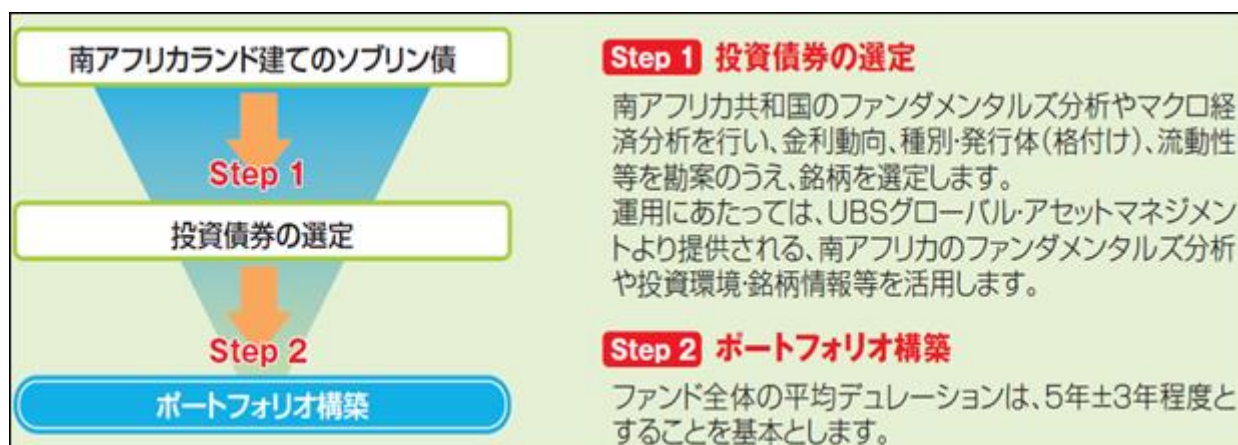 南アフリカランド建てのソブリン債
Step 1
投資債券の選定
Step 2
ポートフォリオ構築
Step 1 投資債券の選定
南アフリカ共和国のファンダメンタルズ分析やマクロ経
済分析を行い、金利動向、種別・発行体(格付け)、流動性
等を勘案のうえ、銘柄を選定します。
運用にあたっては、UBSグローバル・アセットマネジメン
トより提供される、南アフリカのファンダメンタルズ分析
や投資環境・銘柄情報等を活用します。
Step 2 ポートフォリオ構築
ファンド全体の平均デュレーションは、5年±3年程度と
することを基本とします。